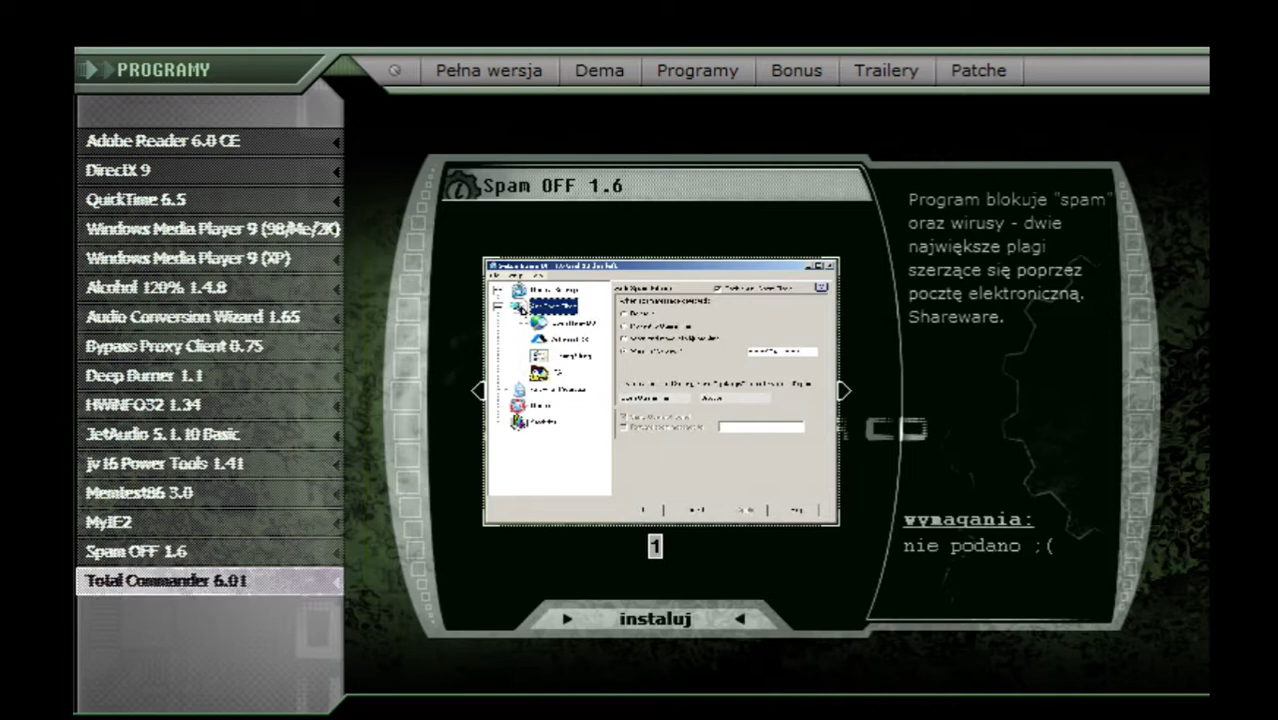 PROGRAMY
Pełna wersja
Dema
Programy
Bonus
Trailery
Patche
Adobe Reader 6.0 CE
DirectX 9
QuickTime 6.5
Windows Media Player 9 (98/Me/2K)
Windows Media Player 9 (XP)
Alcohol 120% 1.4.8
Audio Conversion Wizard 1.65
Bypass Proxy Client 0.75
Deep Burner 1.1
HWiNFO32 1.34
JetAudio 5.1.10 Basic
jv16 Power Tools 1.41
Memtest86 3.0
MyIE2
Spam OFF 1.6
Total Commander 6.01
Spam OFF 1.6
1
instaluj
Program blokuje "spam"
oraz wirusy - dwie
największe plagi
szerzące się poprzez
pocztę elektroniczną.
Shareware.
CD
wymagania:
nie podano ;(